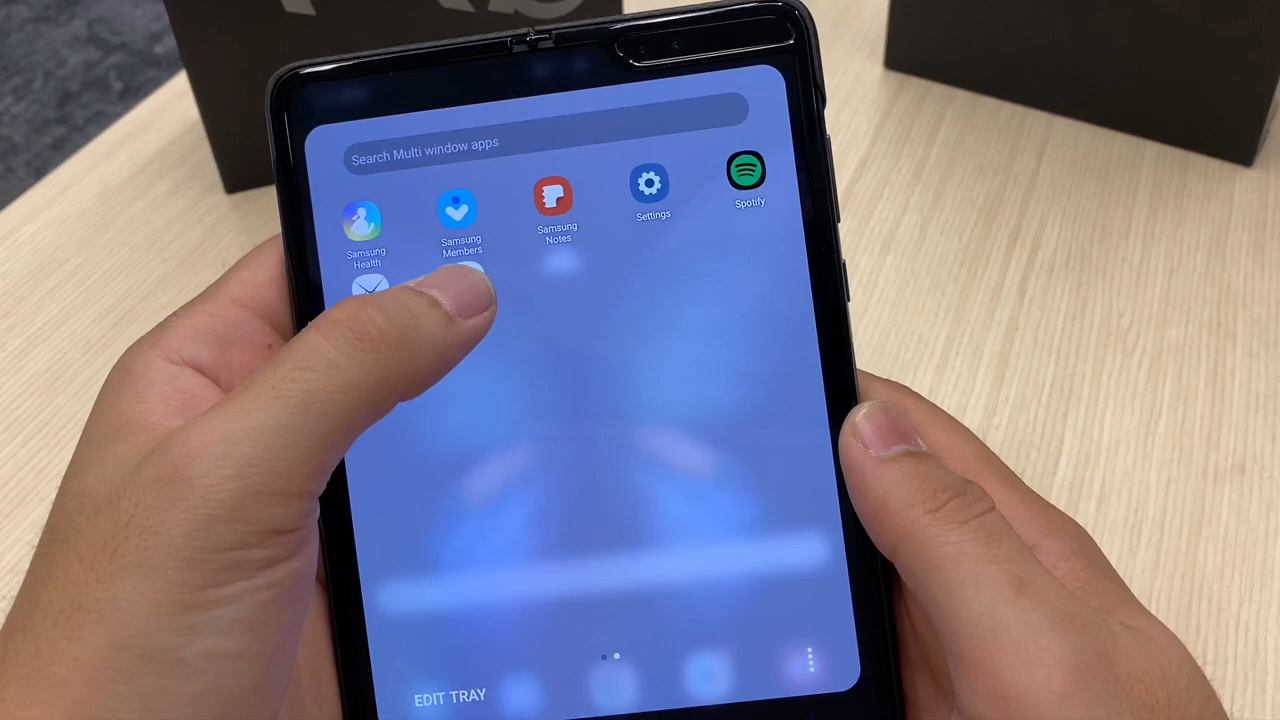 Search Multi window apps
Samsung
Health
Samsung
Members
Samsung
Notes
Settings
Spotify
EDIT TRAY